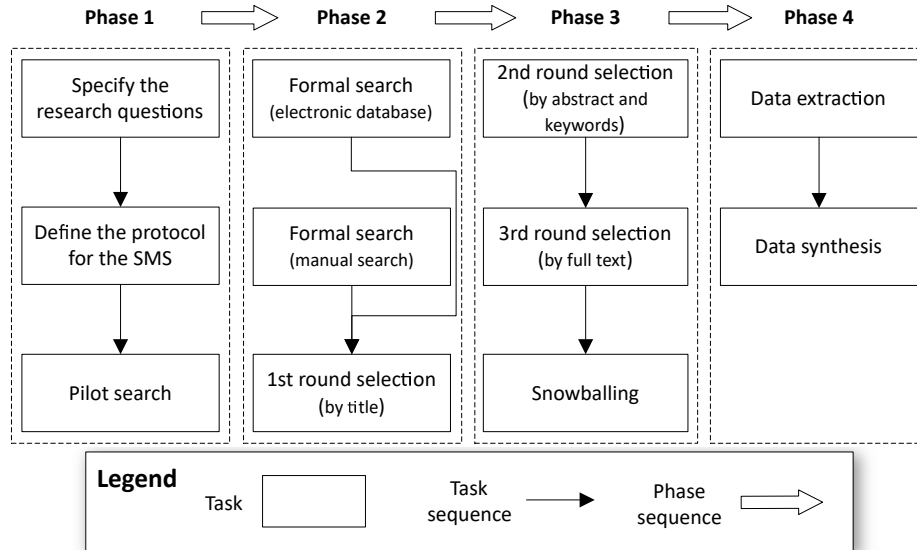 Phase 1
Phase 2
Phase 3
Phase 4
Specify the
research questions
Define the protocol
for the SMS
Pilot search
Formal search
(electronic database)
Formal search
(manual search)
1st round selection
(by title)
2nd round selection
(by abstract and
keywords)
3rd round selection
(by full text)
Snowballing
Data extraction
Data synthesis
Legend
Task
Task
sequence
Phase
sequence